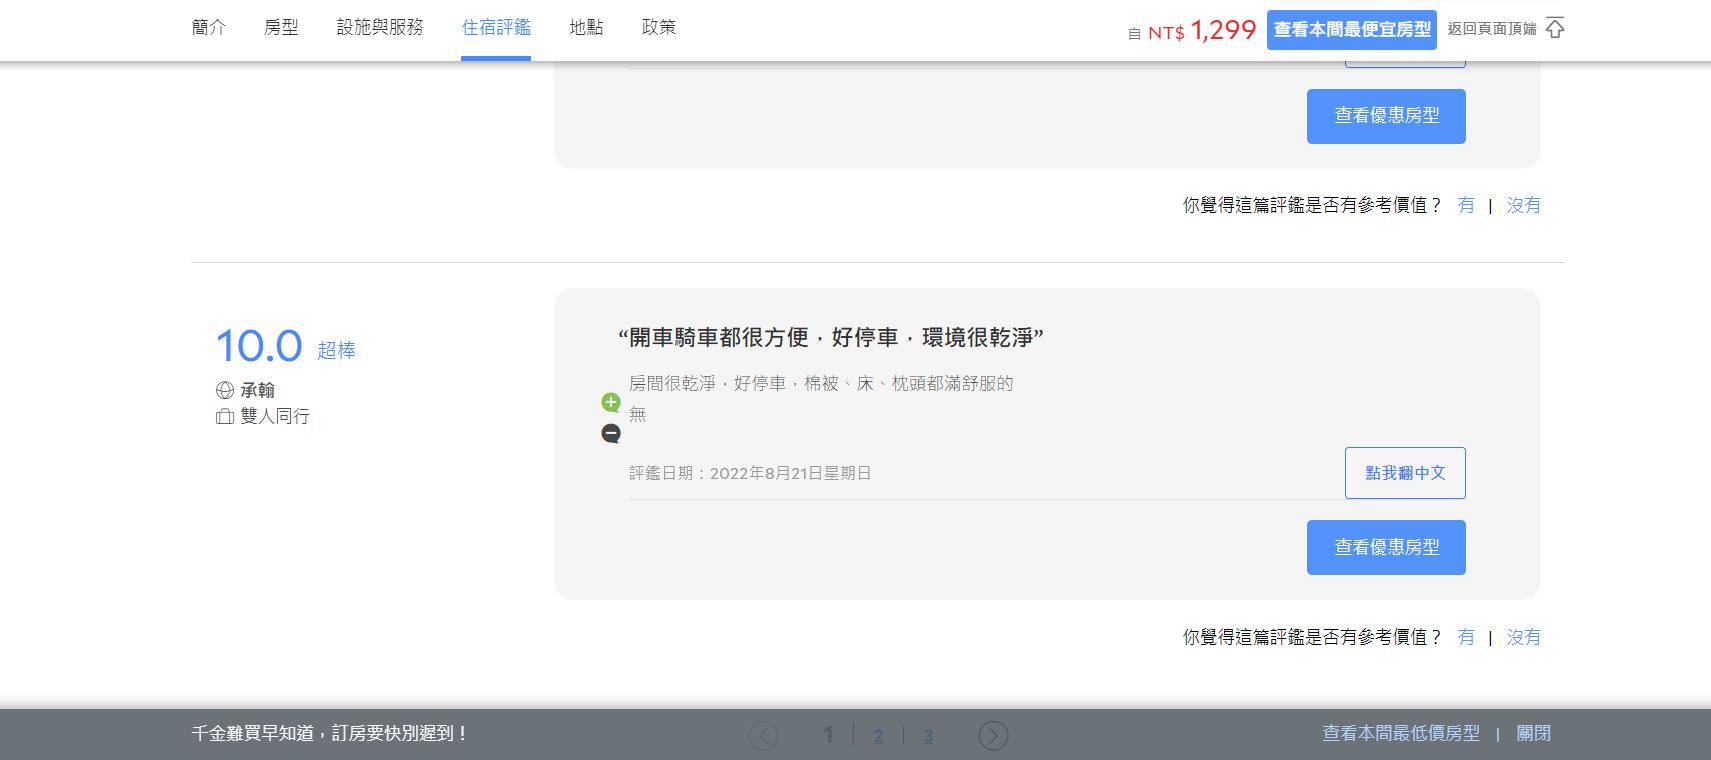 簡介 房型 設施與服務 住宿評鑑 地點 政策 自 NT$ 1,299 查看本間最便宜房型 返回頁面頂端
查看優惠房型
你覺得這篇評鑑是否有參考價值？ 有 | 沒有
“開車騎車都很方便，好停車，環境很乾淨”
10.0 超棒
房間很乾淨，好停車，棉被、床、枕頭都滿舒服的
承翰
無
雙人同行
評鑑日期：2022年8月21日星期日 點我翻中文
查看優惠房型
你覺得這篇評鑑是否有參考價值？ 有 | 沒有
千金難買早知道，訂房要快別遲到！ 1 | 2 | 3 查看本間最低價房型 | 關閉